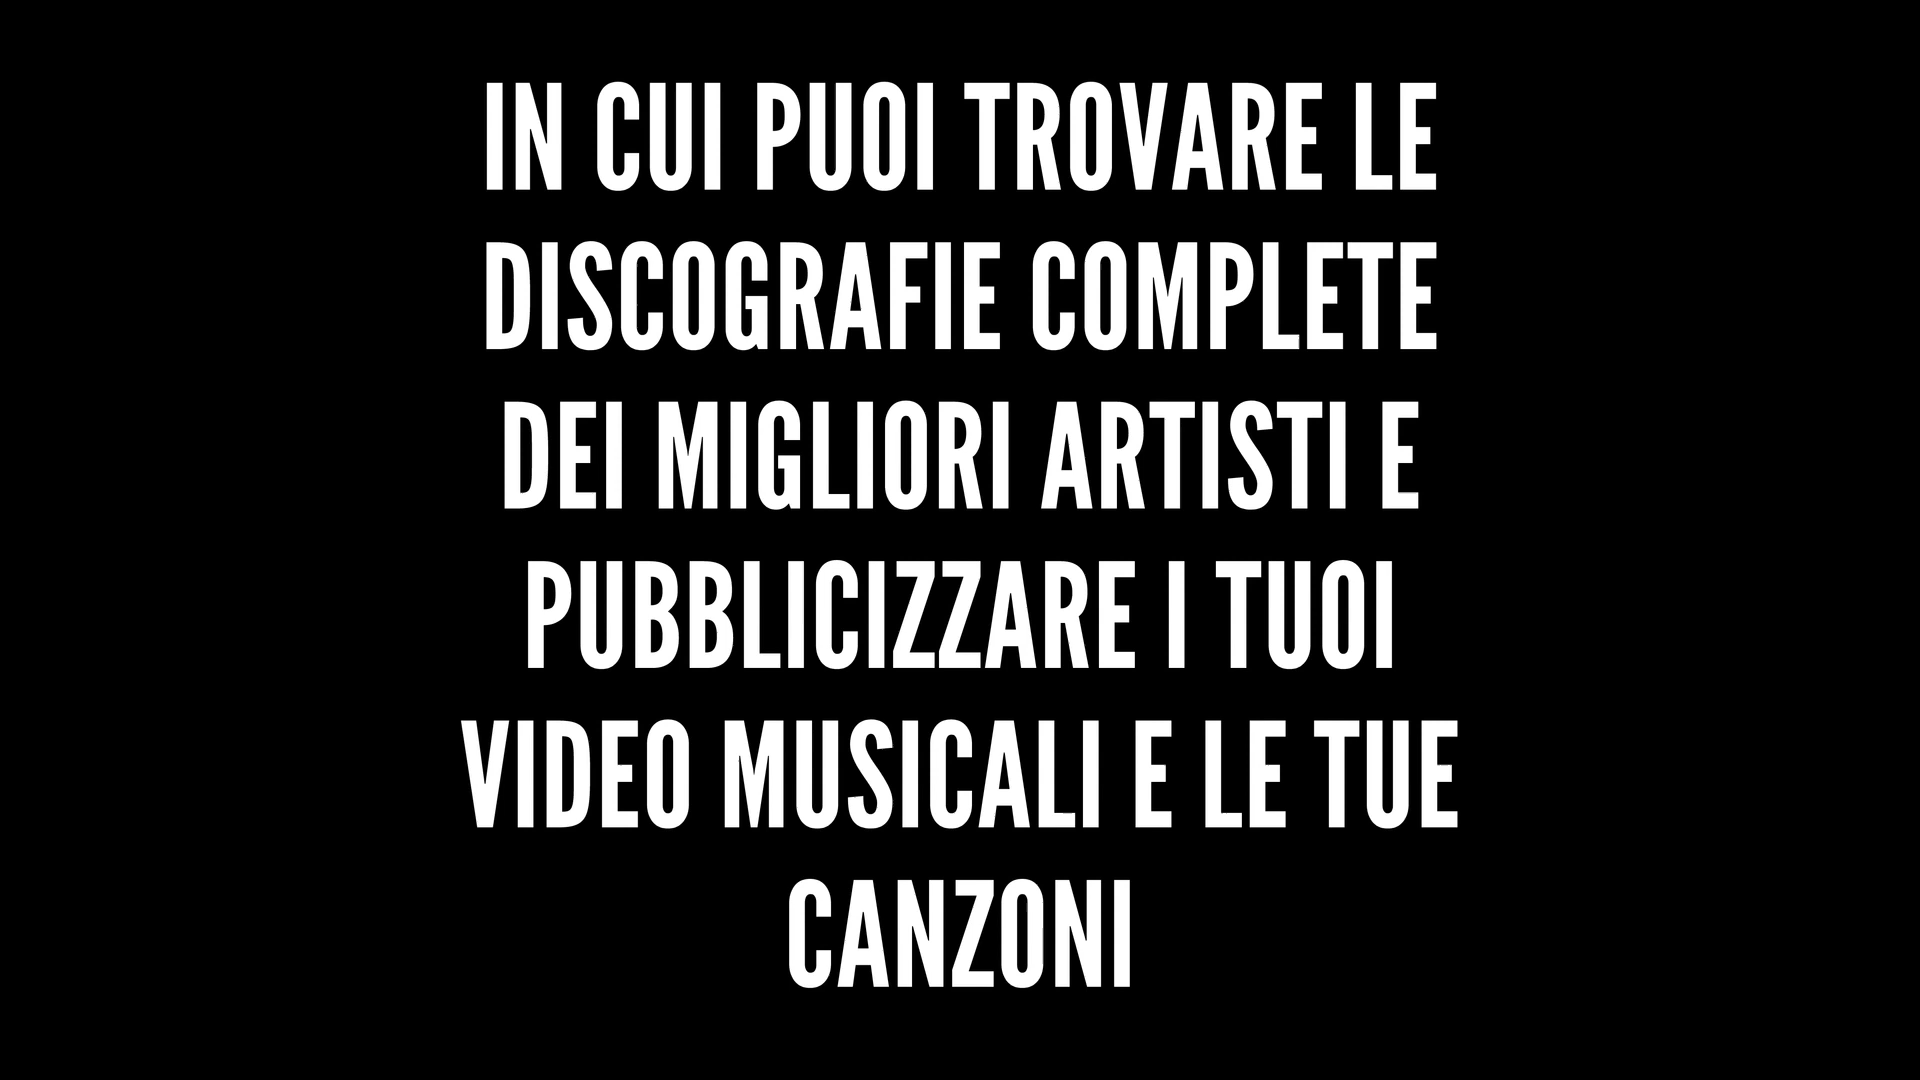 IN CUI PUOI TROVARE LE
DISCOGRAFIE COMPLETE
DEI MIGLIORI ARTISTI E
PUBBLICIZZARE I TUOI
VIDEO MUSICALI E LE TUE
CANZONI